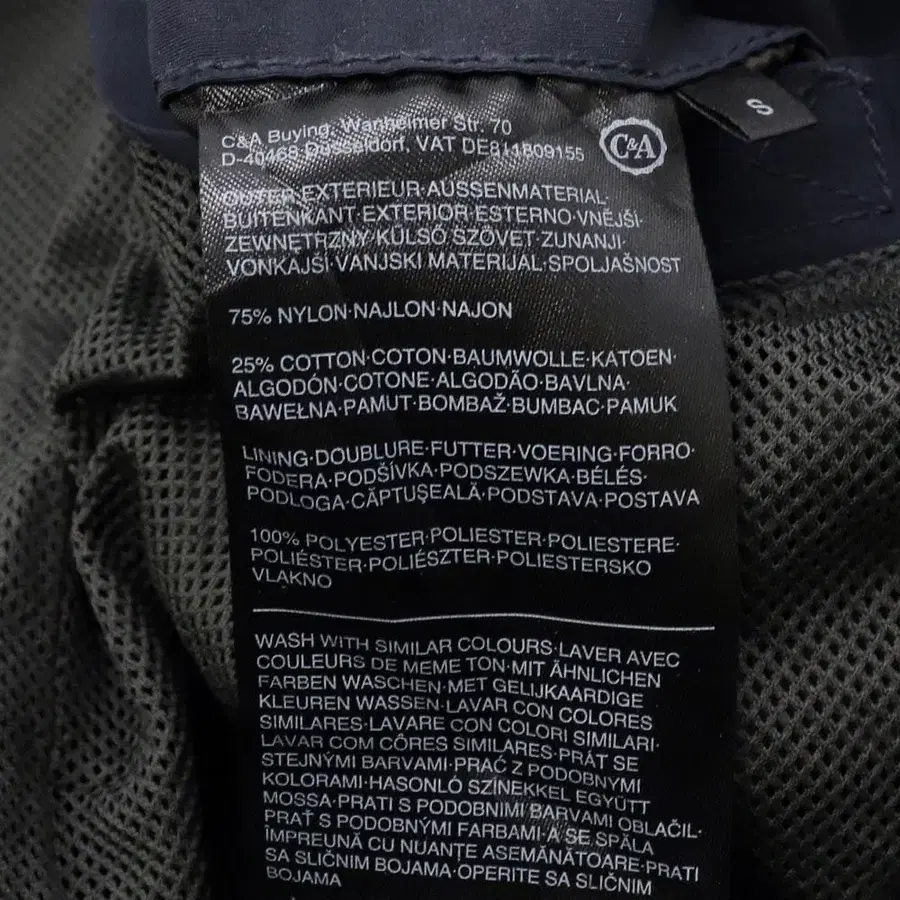 S
C&A Buying: Wanheimer Str. 70
D-40468 Düsseldorf, VAT DE811809155
C&A
OUTER·EXTERIEUR·AUSSENMATERIAL·
BUITENKANT·EXTERIOR·ESTERNO·VNĚJŠÍ·
ZEWNĘTRZNY·KÜLSŐ SZÖVET·ZUNANJI·
VONKAJŠÍ·VANJSKI MATERIJAL·SPOLJAŠNOST
75% NYLON·NAJLON·NAJON
25% COTTON·COTON·BAUMWOLLE·KATOEN·
ALGODÓN·COTONE·ALGODÃO·BAVLNA·
BAWEŁNA·PAMUT·BOMBAŽ·BUMBAC·PAMUK
LINING·DOUBLURE·FUTTER·VOERING·FORRO·
FODERA·PODŠÍVKA·PODSZEWKA·BÉLÉS·
PODLOGA·CĂPTUŞEALĂ·PODSTAVA·POSTAVA
100% POLYESTER·POLIESTER·POLIESTERE·
POLIÉSTER·POLIÉSZTER·POLIESTERSKO
VLAKNO
WASH WITH SIMILAR COLOURS·LAVER AVEC
COULEURS DE MEME TON·MIT ÄHNLICHEN
FARBEN WASCHEN·MET GELIJKAARDIGE
KLEUREN WASSEN·LAVAR CON COLORES
SIMILARES·LAVARE CON COLORI SIMILARI·
LAVAR COM CÔRES SIMILARES·PRÁT SE
STEJNÝMI BARVAMI·PRAĆ Z PODOBNYMI
KOLORAMI·HASONLÓ SZÍNEKKEL EGYÜTT
MOSSA·PRATI S PODOBNIMI BARVAMI OBLAČIL·
PRAŤ S PODOBNÝMI FARBAMI·A SE SPĂLA
ÎMPREUNĂ CU NUANŢE ASEMĂNĂTOARE·PRATI
SA SLIČNIM BOJAMA·OPERITE SA SLIČNIM
BOJAMA